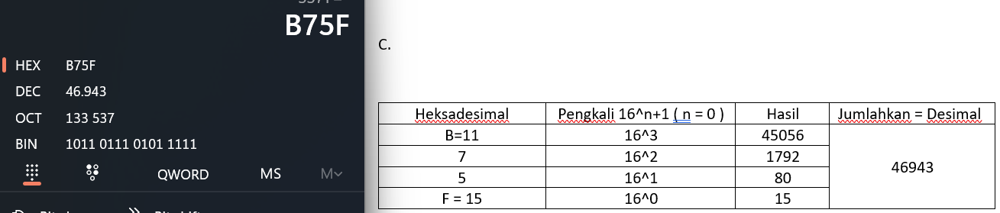 B75F
HEX B75F
DEC 46.943
OCT 133 537
BIN 1011 0111 0101 1111
QWORD MS M
C.
Heksadesimal Pengkali 16^n+1 ( n = 0 ) Hasil Jumlahkan = Desimal
B=11 16^3 45056
7 16^2 1792
46943
5 16^1 80
F = 15 16^0 15